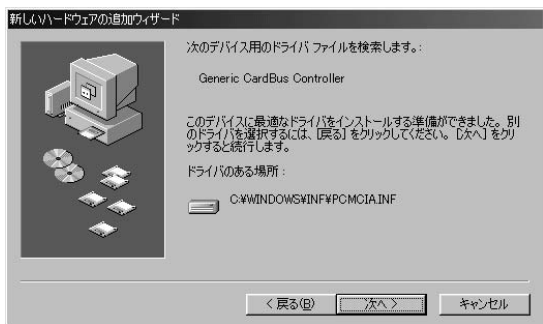 新しいハードウェアの追加ウィザード
次のデバイス用のドライバ ファイルを検索します。:
Generic CardBus Controller
このデバイスに最適なドライバをインストールする準備ができました。別
のドライバを選択するには、[戻る] をクリックしてください。[次へ] をクリ
ックすると続行します。
ドライバのある場所 :
C:¥WINDOWS¥INF¥PCMCIA.INF
< 戻る(B)
次へ >
キャンセル